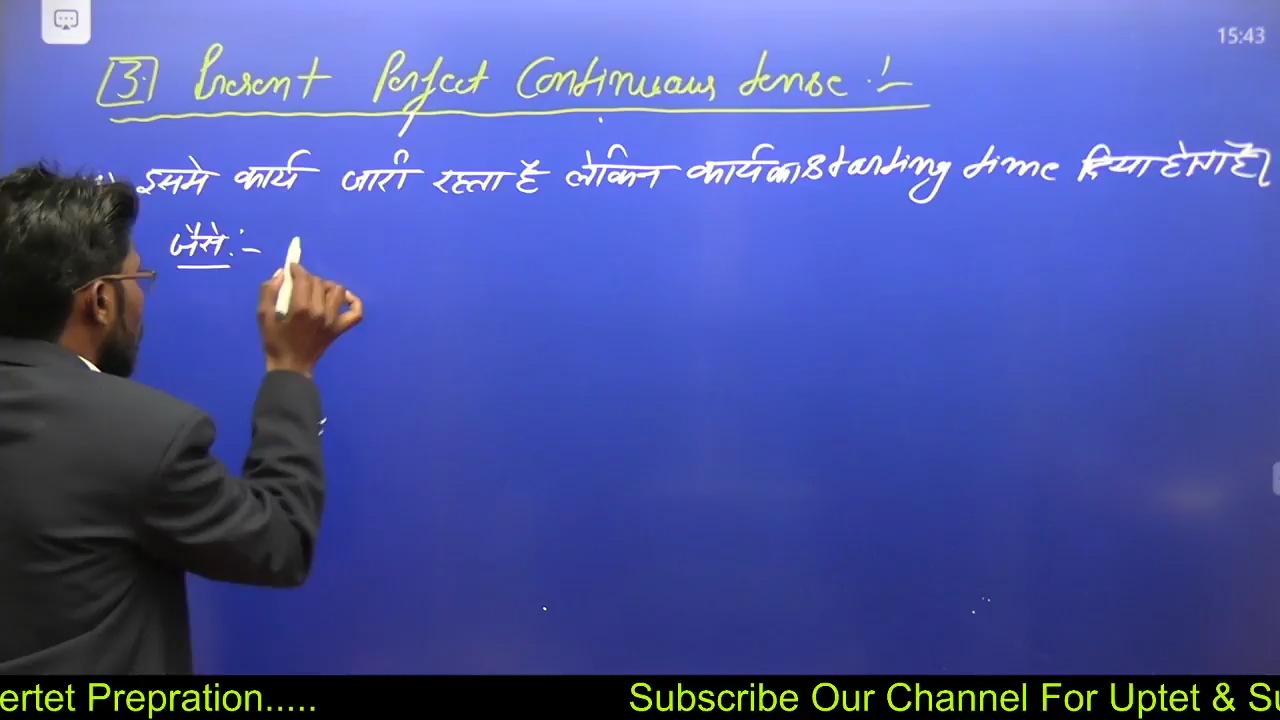 15:43
3. Present Perfect Continuous tense :-
इसमे कार्य जारी रहता है लेकिन कार्य का starting time दिया होता है।
जैसे :-
ertet Prepration..... Subscribe Our Channel For Uptet & Su